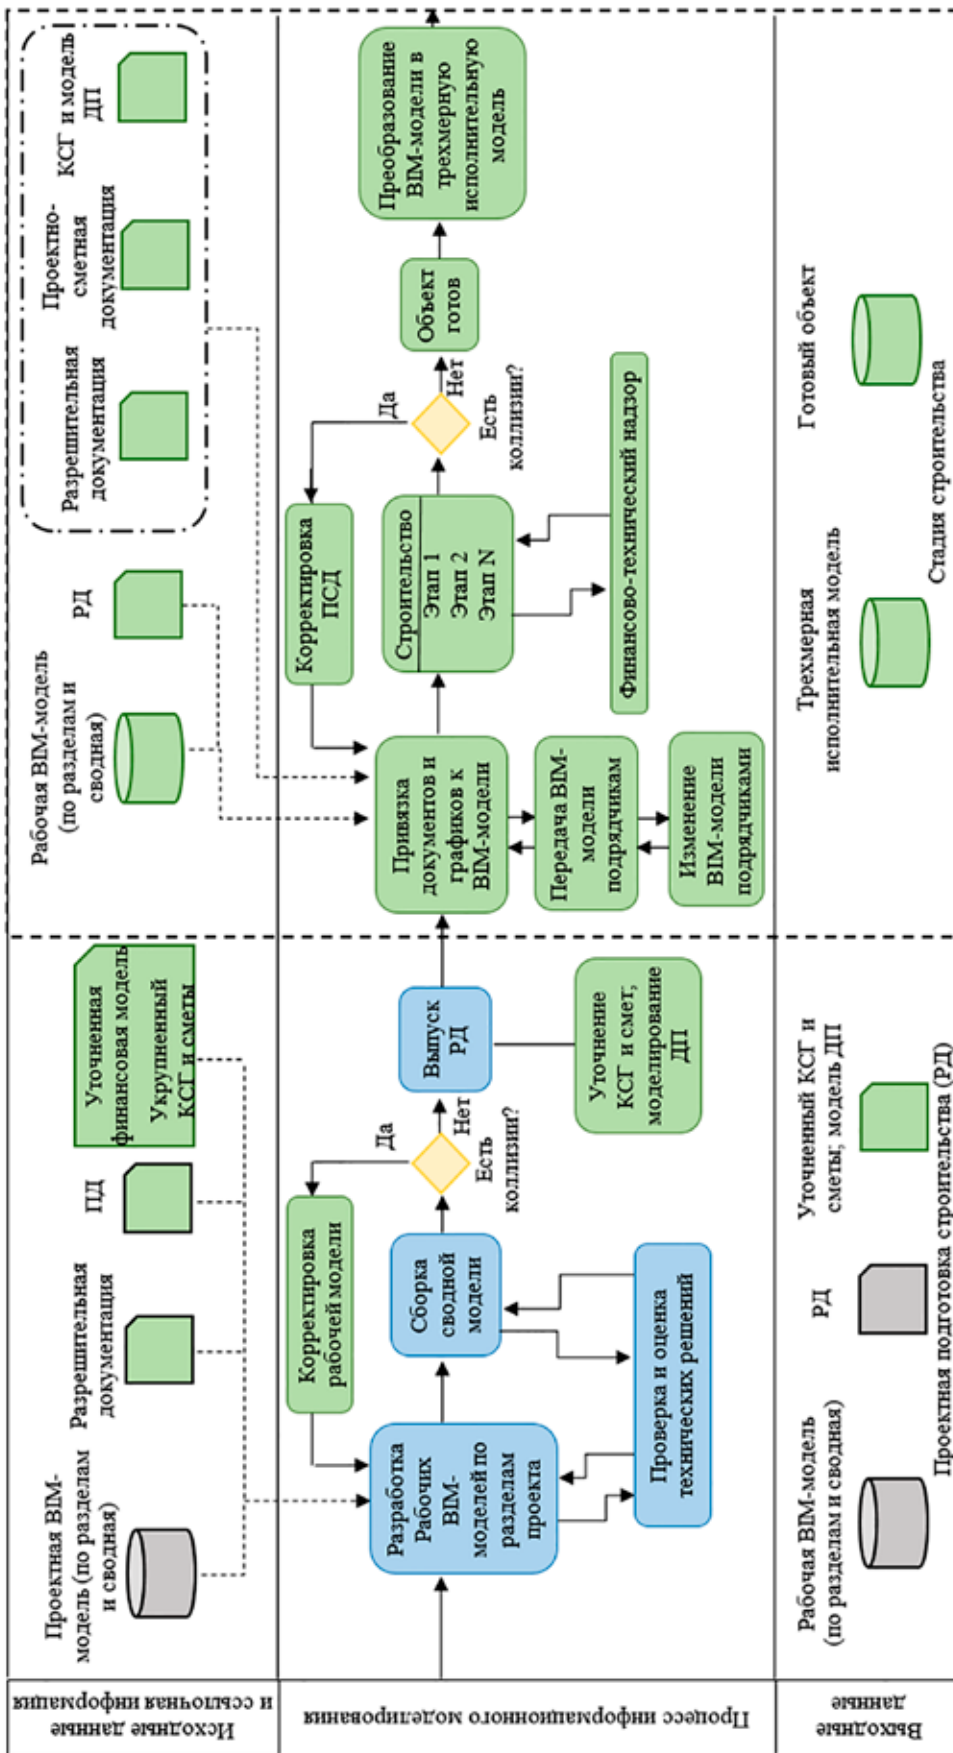 Исходные данные
и ссылочная информация
Проектная BIM-
модель (по разделам
и сводная)
Разрешительная
документация
ПД
Уточненная
финансовая модель
Укрупненный
КСГ и сметы
Рабочая BIM-модель
(по разделам и
сводная)
РД
Разрешительная
документация
Проектно-
сметная
документация
КСГ и модель
ДП
Процесс информационного моделирования
Разработка
Рабочих
BIM-
моделей по
разделам
проекта
Корректировка
рабочей модели
Сборка
сводной
модели
Проверка и оценка
технических решений
Да
Нет
Есть
коллизии?
Выпуск
РД
Уточнение
КСГ и смет,
моделирование
ДП
Привязка
документов и
графиков к
BIM-модели
Передача BIM-
модели
подрядчикам
Изменение
BIM-модели
подрядчиками
Корректировка
ПСД
Строительство
Этап 1
Этап 2
Этап N
Финансово-технический надзор
Да
Нет
Есть
коллизии?
Объект
готов
Преобразование
BIM-модели в
трехмерную
исполнительную
модель
Выходные
данные
Рабочая BIM-модель
(по разделам и сводная)
РД
Уточненный КСГ и
сметы, модель ДП
Проектная подготовка строительства (РД)
Трехмерная
исполнительная модель
Готовый объект
Стадия строительства